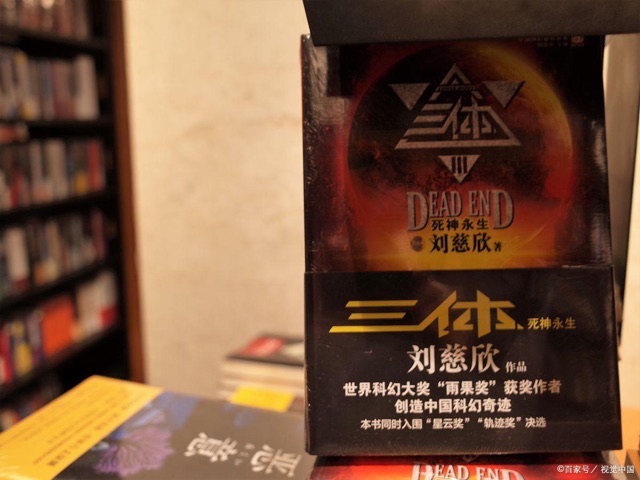 三体
III
DEAD END
死神永生
刘慈欣 著
三体 死神永生
刘慈欣 作品
世界科幻大奖“雨果奖”获奖作者
创造中国科幻奇迹
本书同时入围“星云奖”“轨迹奖”决选
恶意
DEAD END
©百家号／视觉中国